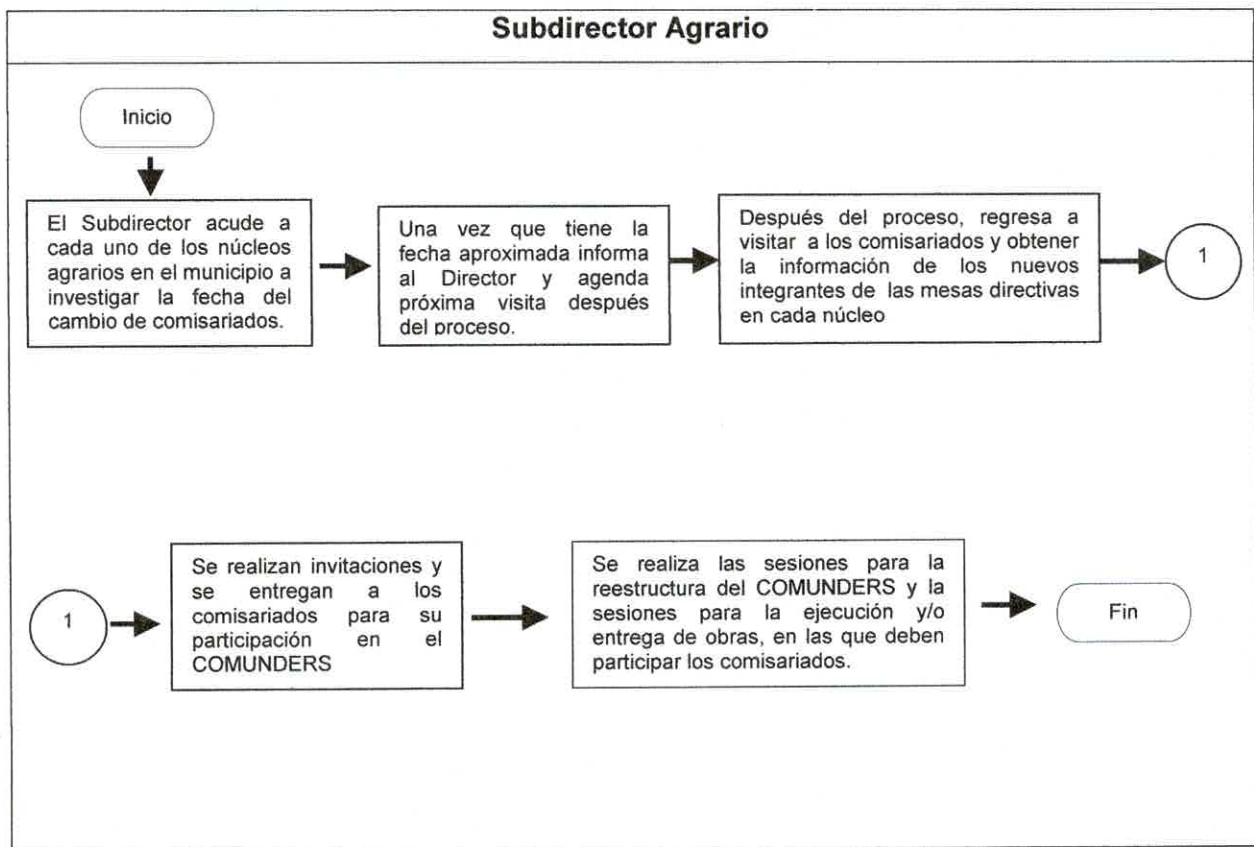 Subdirector Agrario
Inicio
El Subdirector acude a
cada uno de los núcleos
agrarios en el municipio a
investigar la fecha del
cambio de comisariados.
Una vez que tiene la
fecha aproximada informa
al Director y agenda
próxima visita después
del proceso.
Después del proceso, regresa a
visitar a los comisariados y obtener
la información de los nuevos
integrantes de las mesas directivas
en cada núcleo
1
1
Se realizan invitaciones y
se entregan a los
comisariados para su
participación en el
COMUNDERS
Se realiza las sesiones para la
reestructura del COMUNDERS y la
sesiones para la ejecución y/o
entrega de obras, en las que deben
participar los comisariados.
Fin